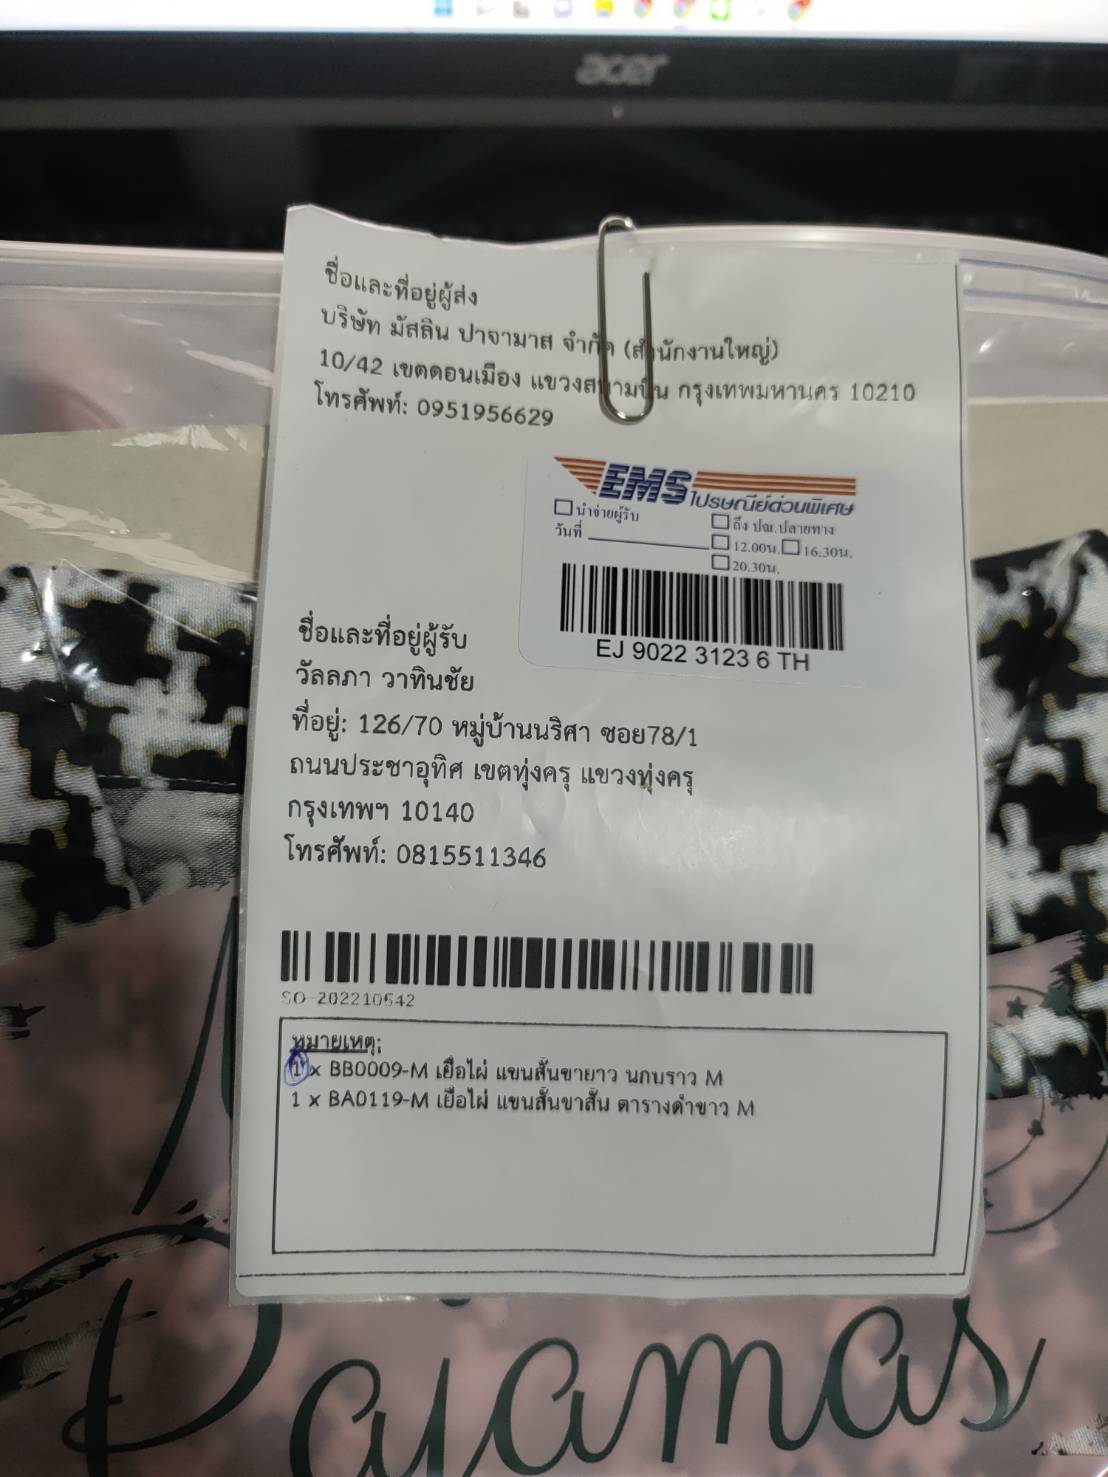 acer
ชื่อและที่อยู่ผู้ส่ง
บริษัท มัสลิน ปาจามาส จำกัด (สำนักงานใหญ่)
10/42 เขตดอนเมือง แขวงสนามบิน กรุงเทพมหานคร 10210
โทรศัพท์: 0951956629
EMS ไปรษณีย์ด่วนพิเศษ
นำจ่ายผู้รับ
ถึง ปณ.ปลายทาง
วันที่
12.00น. 16.30น.
20.30น.
EJ 9022 3123 6 TH
ชื่อและที่อยู่ผู้รับ
วัลลภา วาทินชัย
ที่อยู่: 126/70 หมู่บ้านนริศา ซอย78/1
ถนนประชาอุทิศ เขตทุ่งครุ แขวงทุ่งครุ
กรุงเทพฯ 10140
โทรศัพท์: 0815511346
SO-202210542
หมายเหตุ:
1 x BB0009-M เยื่อไผ่ แขนสั้นขายาว นกบราว M
1 x BA0119-M เยื่อไผ่ แขนสั้นขาสั้น ตารางดำขาว M
Pajamas